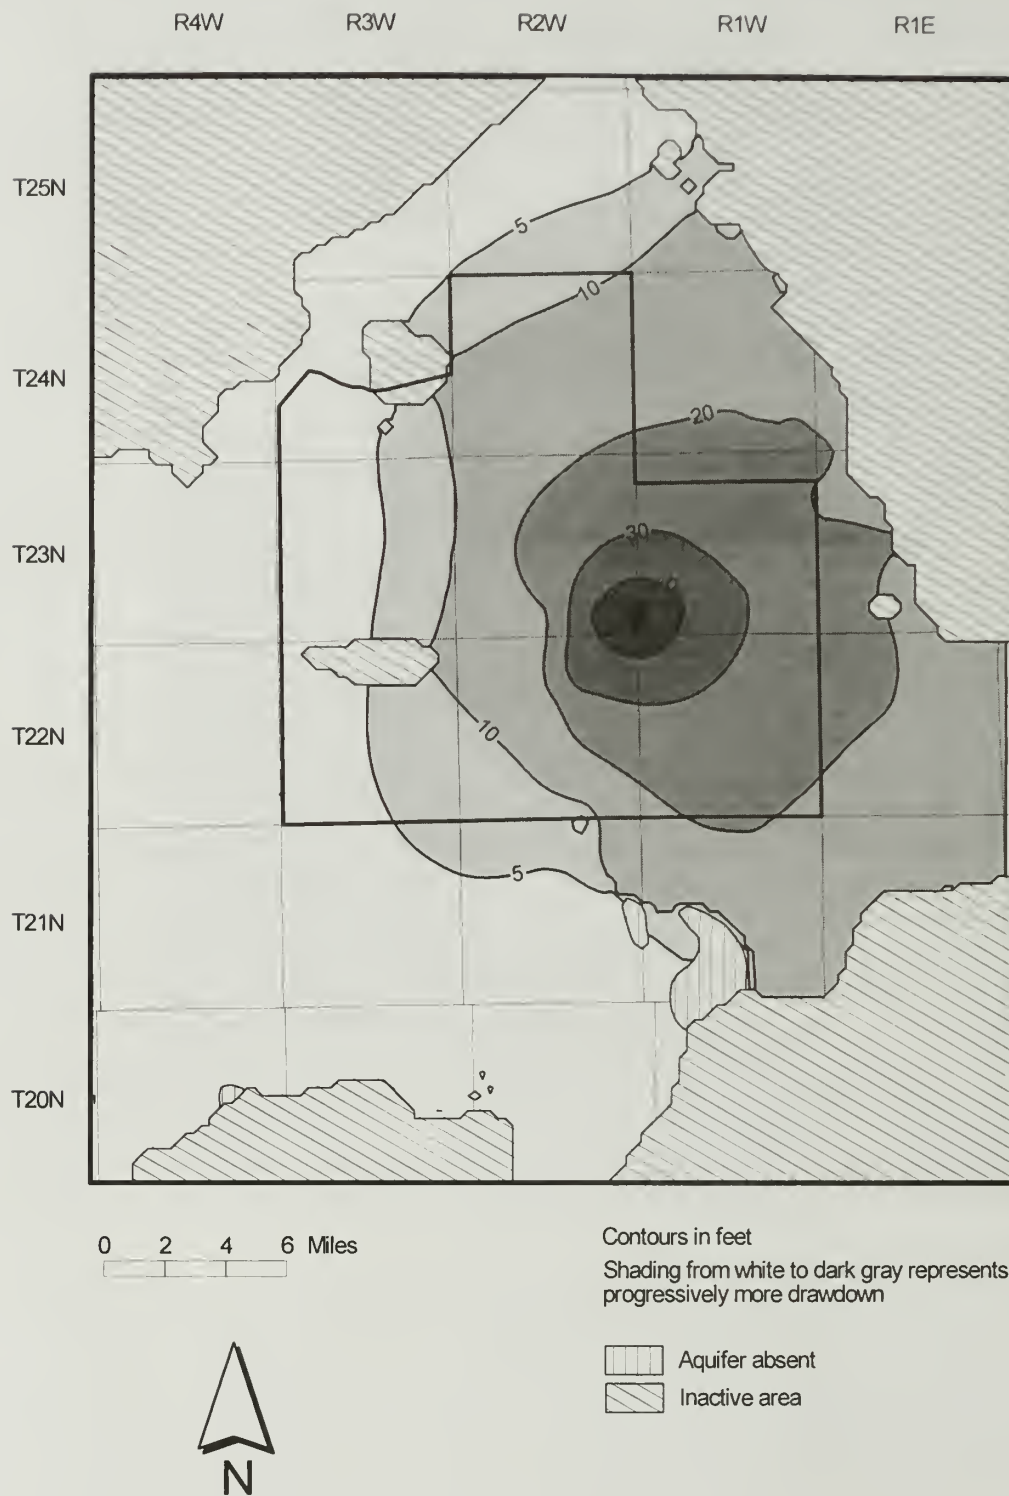 R4W R3W R2W R1W R1E
T25N
5
10
T24N
20
T23N
30
T22N
10
5
T21N
T20N
0 2 4 6 Miles
Contours in feet
Shading from white to dark gray represents
progressively more drawdown
Aquifer absent
Inactive area
N